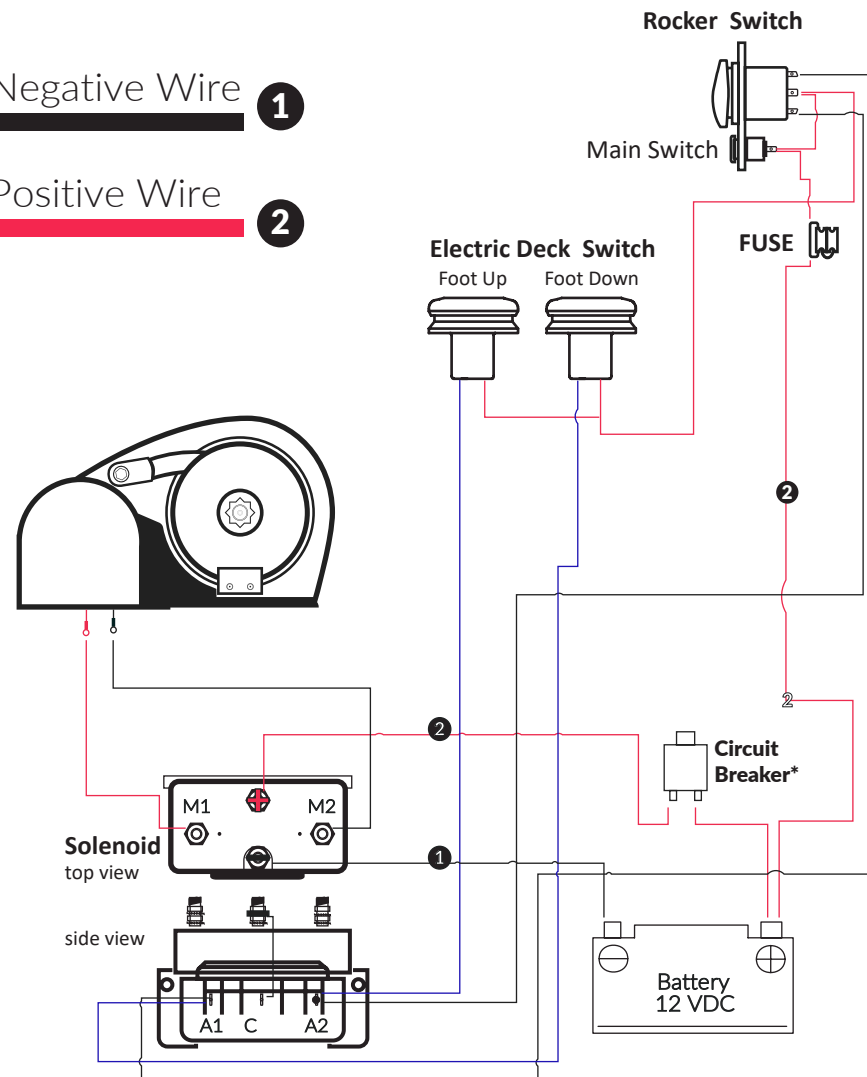 Rocker Switch
Negative Wire 1
Main Switch
Positive Wire 2
FUSE
Electric Deck Switch
Foot Up Foot Down
2
2
2
Circuit
Breaker*
M1 M2
Solenoid
top view
1
side view
Battery
12 VDC
A1 C A2